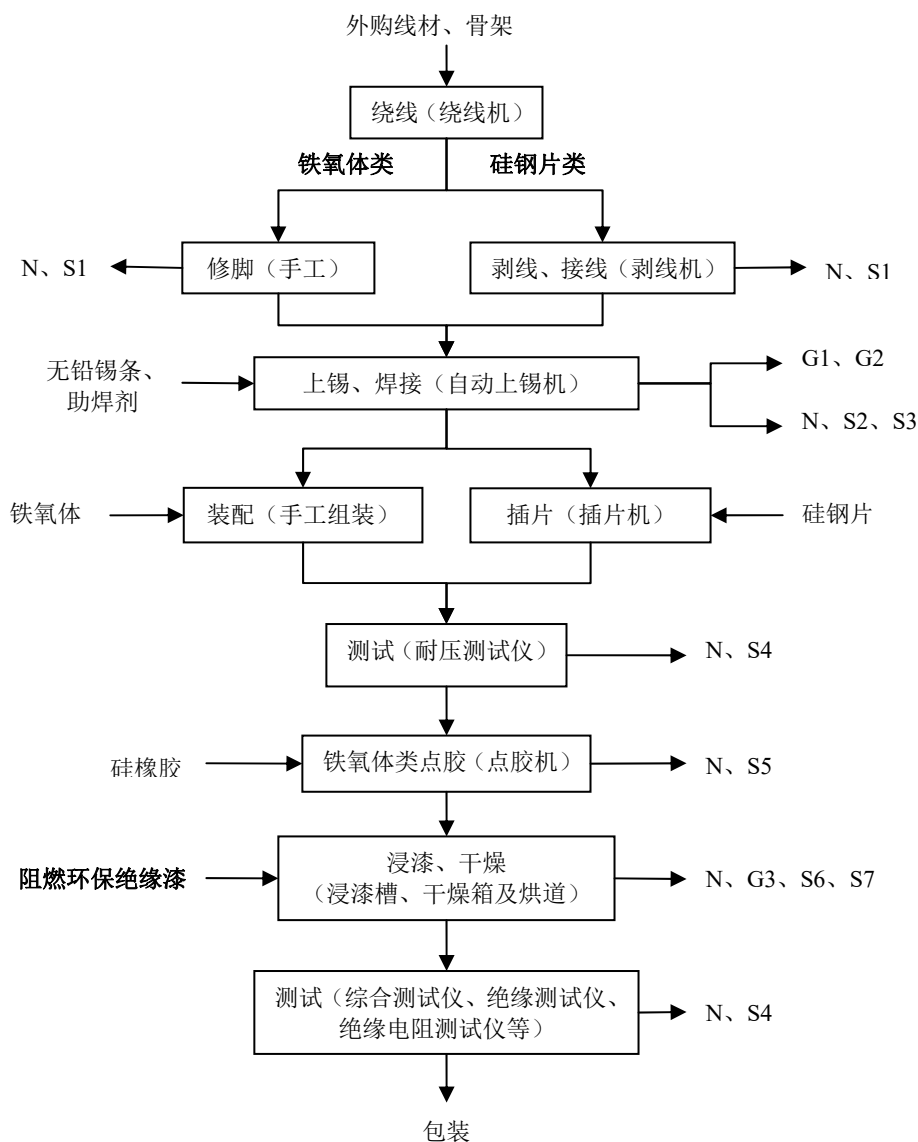 外购线材、骨架
绕线（绕线机）
铁氧体类
硅钢片类
N、S1
修脚（手工）
剥线、接线（剥线机）
N、S1
无铅锡条、
助焊剂
上锡、焊接（自动上锡机）
G1、G2
N、S2、S3
铁氧体
装配（手工组装）
插片（插片机）
硅钢片
测试（耐压测试仪）
N、S4
硅橡胶
铁氧体类点胶（点胶机）
N、S5
阻燃环保绝缘漆
浸漆、干燥
（浸漆槽、干燥箱及烘道）
N、G3、S6、S7
测试（综合测试仪、绝缘测试仪、
绝缘电阻测试仪等）
N、S4
包装